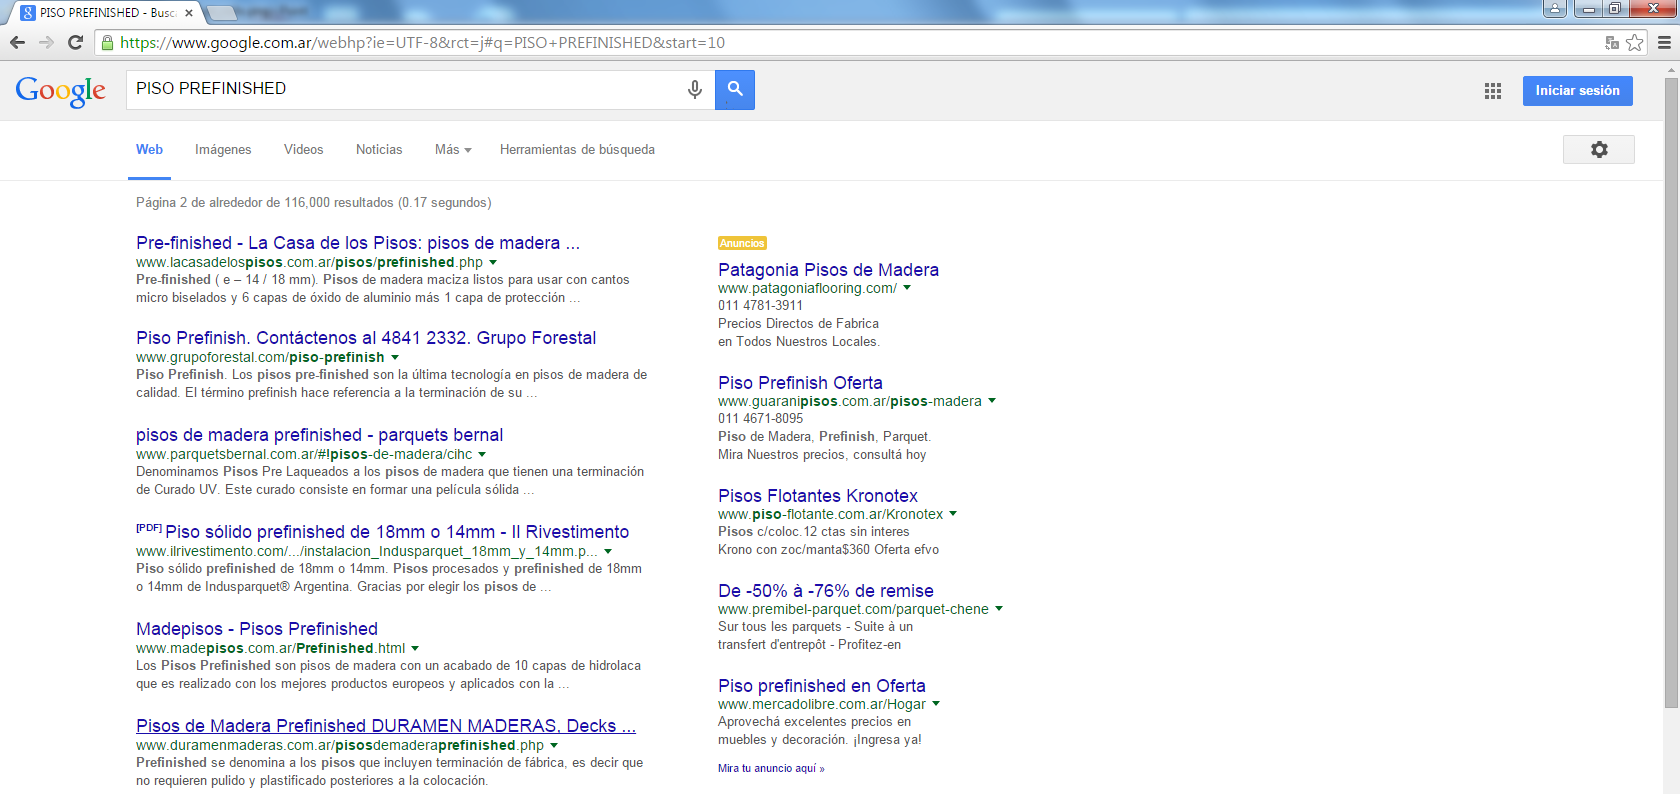 PISO PREFINISHED - Busc
https://www.google.com.ar/webhp?ie=UTF-8&rct=j#q=PISO+PREFINISHED&start=10
Google
PISO PREFINISHED
Iniciar sesión
Web Imágenes Videos Noticias Más Herramientas de búsqueda
Página 2 de alrededor de 116,000 resultados (0.17 segundos)
Pre-finished - La Casa de los Pisos: pisos de madera ...
www.lacasadelospisos.com.ar/pisos/prefinished.php
Pre-finished ( e – 14 / 18 mm). Pisos de madera maciza listos para usar con cantos
micro biselados y 6 capas de óxido de aluminio más 1 capa de protección ...
Piso Prefinish. Contáctenos al 4841 2332. Grupo Forestal
www.grupoforestal.com/piso-prefinish
Piso Prefinish. Los pisos pre-finished son la última tecnología en pisos de madera de
calidad. El término prefinish hace referencia a la terminación de su ...
pisos de madera prefinished - parquets bernal
www.parquetsbernal.com.ar/#!pisos-de-madera/cihc
Denominamos Pisos Pre Laqueados a los pisos de madera que tienen una terminación
de Curado UV. Este curado consiste en formar una película sólida ...
[PDF] Piso sólido prefinished de 18mm o 14mm - Il Rivestimento
www.ilrivestimento.com/.../instalacion_Indusparquet_18mm_y_14mm.p...
Piso sólido prefinished de 18mm o 14mm. Pisos procesados y prefinished de 18mm
o 14mm de Indusparquet® Argentina. Gracias por elegir los pisos de ...
Madepisos - Pisos Prefinished
www.madepisos.com.ar/Prefinished.html
Los Pisos Prefinished son pisos de madera con un acabado de 10 capas de hidrolaca
que es realizado con los mejores productos europeos y aplicados con la ...
Pisos de Madera Prefinished DURAMEN MADERAS, Decks ...
www.duramenmaderas.com.ar/pisosdemaderaprefinished.php
Prefinished se denomina a los pisos que incluyen terminación de fábrica, es decir que
no requieren pulido y plastificado posteriores a la colocación.
Anuncios
Patagonia Pisos de Madera
www.patagoniaflooring.com/
011 4781-3911
Precios Directos de Fabrica
en Todos Nuestros Locales.
Piso Prefinish Oferta
www.guaranipisos.com.ar/pisos-madera
011 4671-8095
Piso de Madera, Prefinish, Parquet.
Mira Nuestros precios, consultá hoy
Pisos Flotantes Kronotex
www.piso-flotante.com.ar/Kronotex
Pisos c/coloc.12 ctas sin interes
Krono con zoc/manta$360 Oferta efvo
De -50% à -76% de remise
www.premibel-parquet.com/parquet-chene
Sur tous les parquets - Suite à un
transfert d'entrepôt - Profitez-en
Piso prefinished en Oferta
www.mercadolibre.com.ar/Hogar
Aprovechá excelentes precios en
muebles y decoración. ¡Ingresa ya!
Mira tu anuncio aquí »